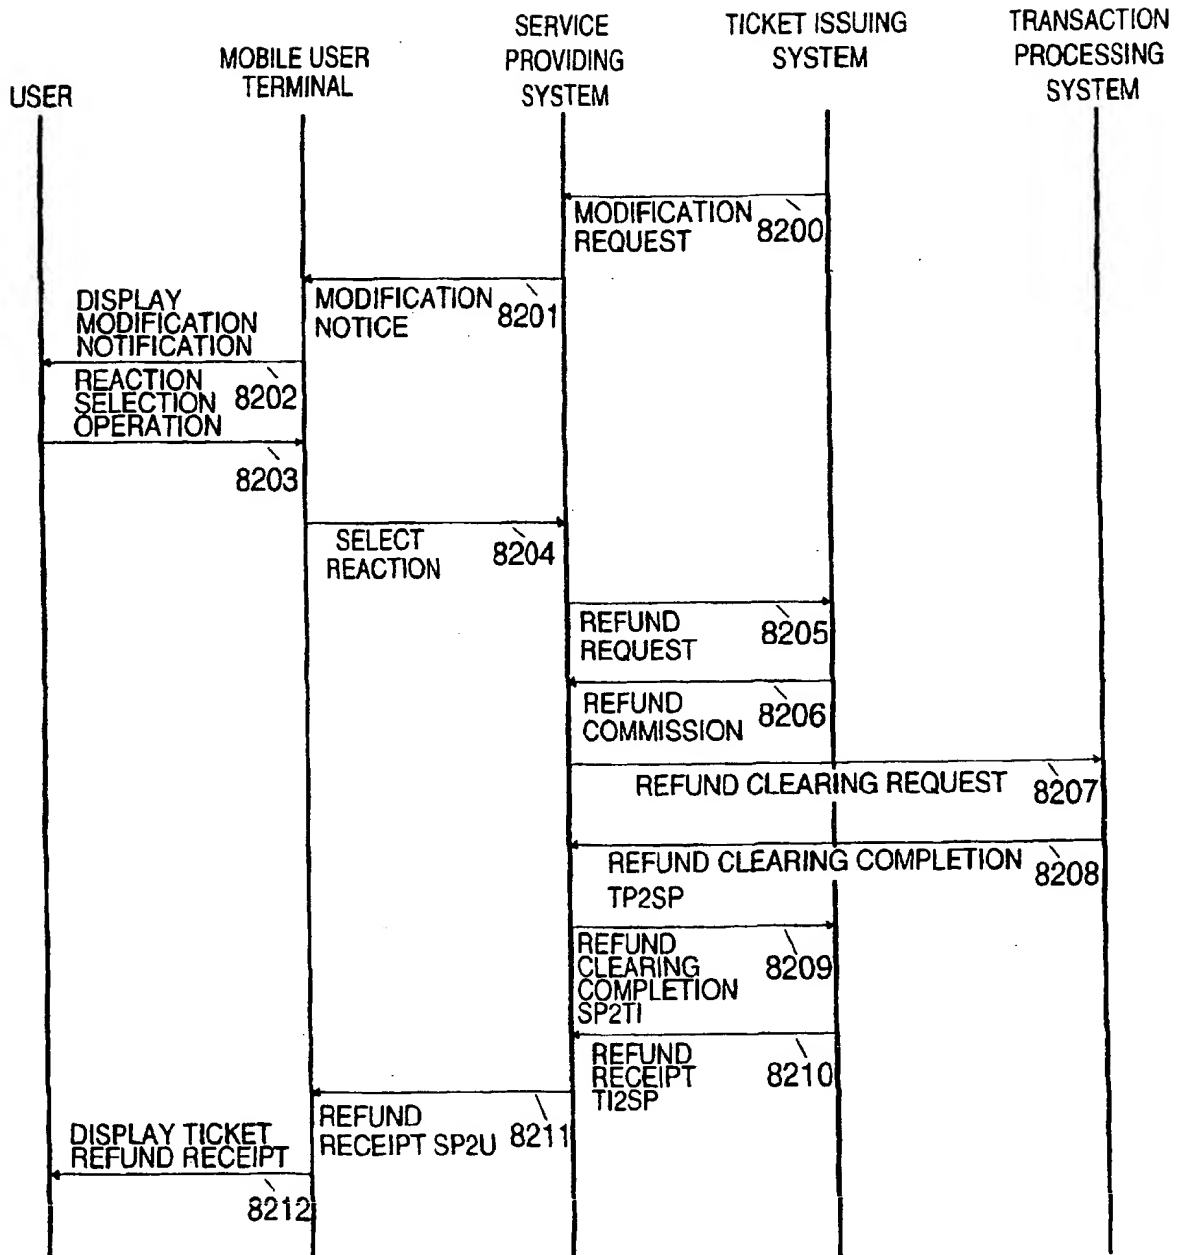 USER
MOBILE USER
TERMINAL
SERVICE
PROVIDING
SYSTEM
TICKET ISSUING
SYSTEM
TRANSACTION
PROCESSING
SYSTEM
MODIFICATION
REQUEST
8200
MODIFICATION
NOTICE
8201
DISPLAY
MODIFICATION
NOTIFICATION
8202
REACTION
SELECTION
OPERATION
8203
SELECT
REACTION
8204
REFUND
REQUEST
8205
REFUND
COMMISSION
8206
REFUND CLEARING REQUEST
8207
REFUND CLEARING COMPLETION
TP2SP
8208
REFUND
CLEARING
COMPLETION
SP2TI
8209
REFUND
RECEIPT
TI2SP
8210
REFUND
RECEIPT SP2U
8211
DISPLAY TICKET
REFUND RECEIPT
8212